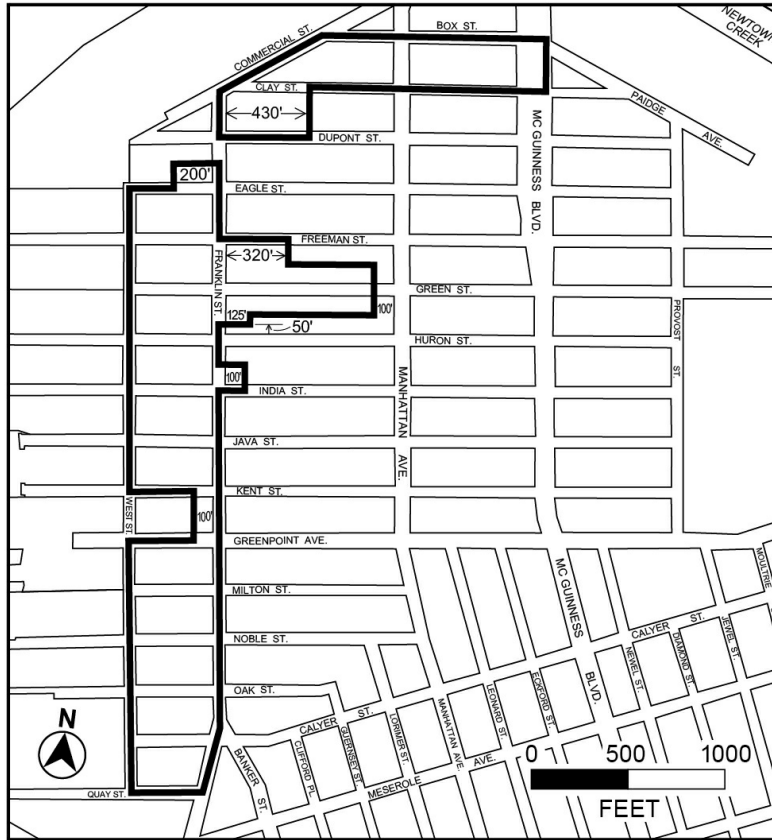 BOX ST.
NEWTOWN
CREEK
COMMERCIAL ST.
CLAY ST.
430'
PAIDGE
AVE.
DUPONT ST.
MC GUINNESS BLVD.
200'
EAGLE ST.
FREEMAN ST.
320'
FRANKLIN ST.
GREEN ST.
125'
100'
50'
PROVOST ST.
HURON ST.
100'
INDIA ST.
MANHATTAN AVE.
JAVA ST.
KENT ST.
WEST ST.
100'
GREENPOINT AVE.
MC GUINNESS BLVD.
MOULTRIE
MILTON ST.
CALYER ST.
JEWEL ST.
DIAMOND ST.
NEWEL ST.
NOBLE ST.
OAK ST.
CALYER ST.
ECKFORD ST.
LEONARD ST.
MANHATTAN AVE.
LORIMER ST.
GUERNSEY ST.
CLIFFORD PL.
BANKER ST.
MESEROLE AVE.
N
QUAY ST.
0 500 1000
FEET